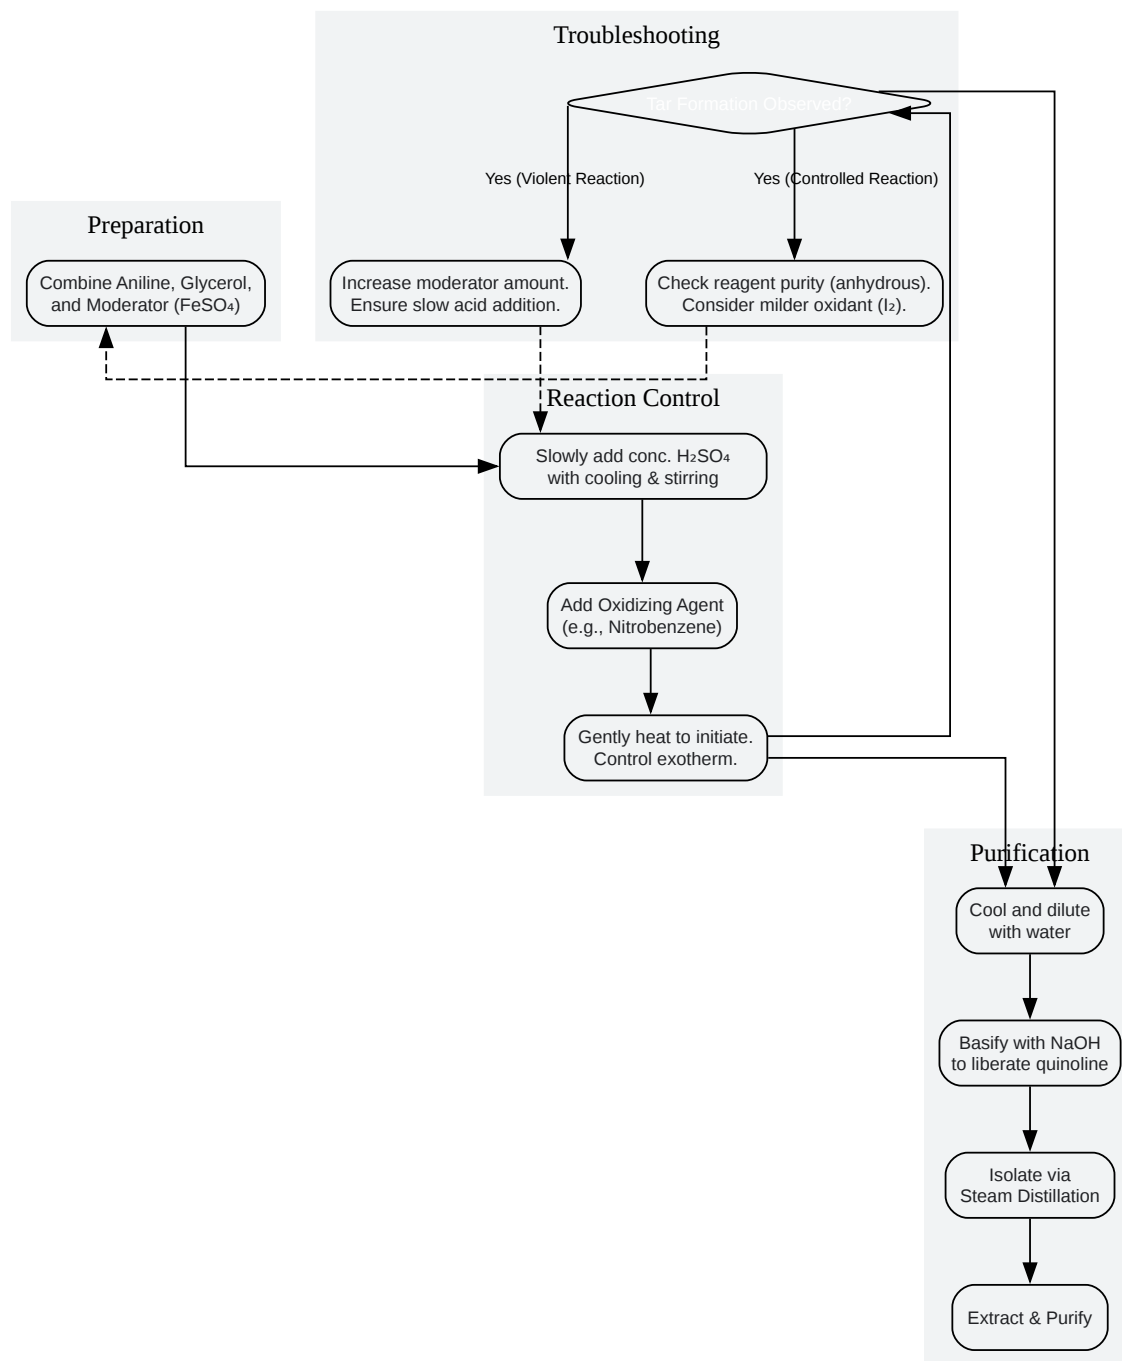 Troubleshooting
Tar Formation Observed?
Yes (Violent Reaction)
Yes (Controlled Reaction)
Preparation
Combine Aniline, Glycerol,
and Moderator (FeSO₄)
Increase moderator amount.
Ensure slow acid addition.
Check reagent purity (anhydrous).
Consider milder oxidant (I₂).
Reaction Control
Slowly add conc. H₂SO₄
with cooling & stirring
Add Oxidizing Agent
(e.g., Nitrobenzene)
Gently heat to initiate.
Control exotherm.
Purification
Cool and dilute
with water
Basify with NaOH
to liberate quinoline
Isolate via
Steam Distillation
Extract & Purify